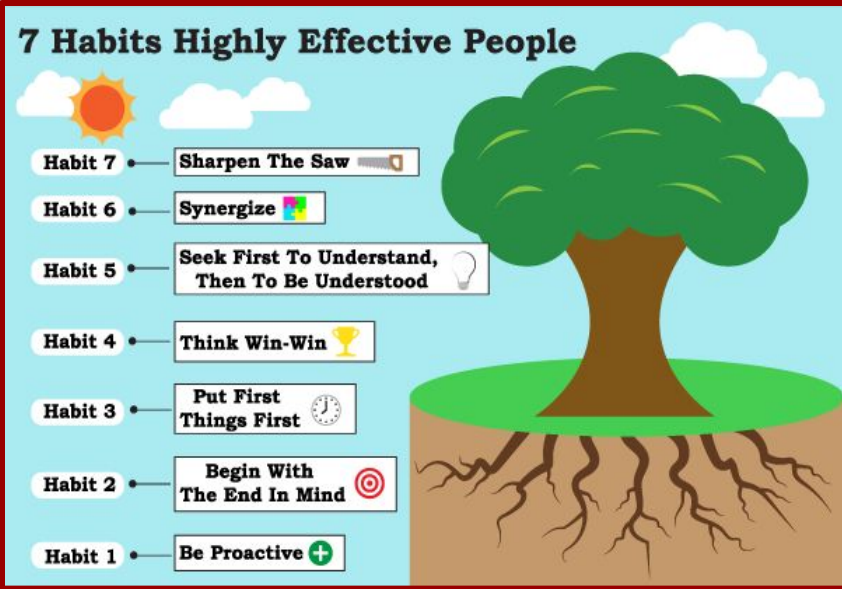 7 Habits Highly Effective People
Habit 7
Sharpen The Saw
Habit 6
Synergize
Habit 5
Seek First To Understand,
Then To Be Understood
Habit 4
Think Win-Win
Habit 3
Put First
Things First
Habit 2
Begin With
The End In Mind
Habit 1
Be Proactive